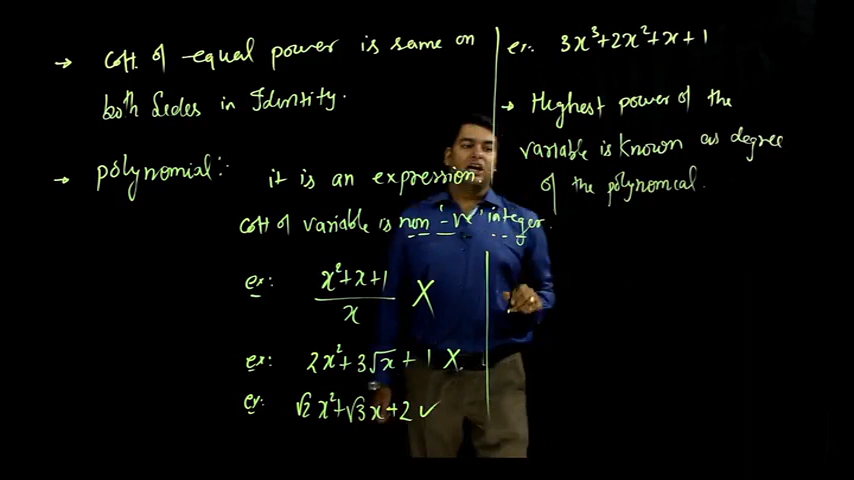 → Coff. of equal power is same on
both sides in Identity.
→ polynomial:-
it is an expression.
Coff of variable is non '-ve' integer.
ex: x²+x+1 / x X
ex: 2x²+3√x+1 X.
ex: √2x²+√3x+2 ✓
ex: 3x³+2x²+x+1
→ Highest power of the
variable is known as degree
of the polynomial.